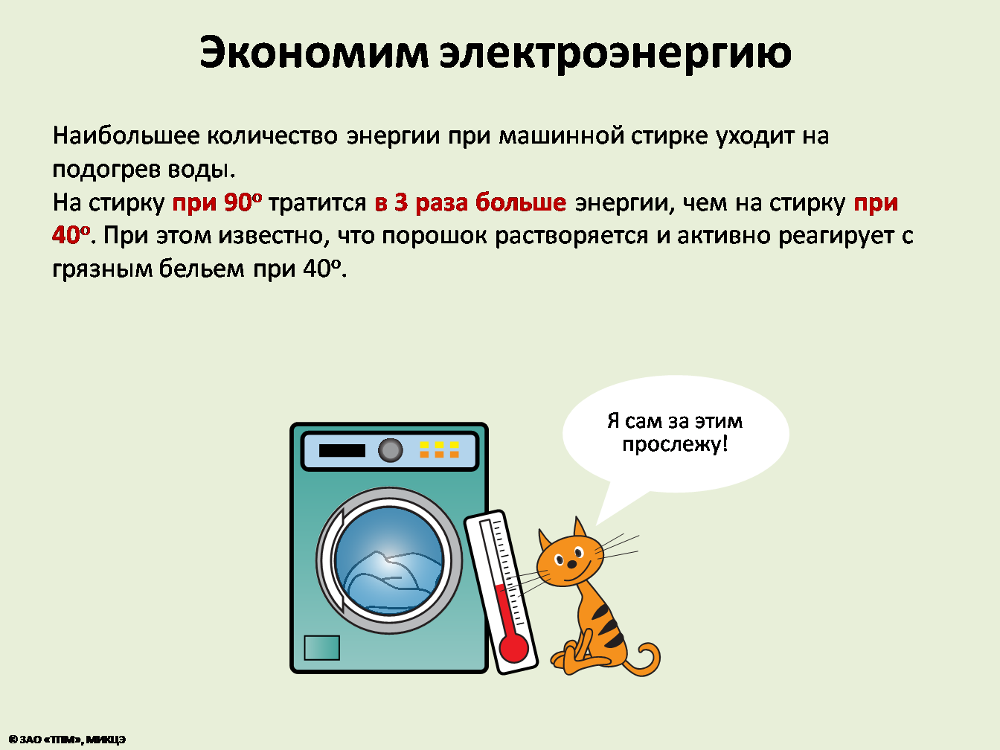 Экономим электроэнергию
Наибольшее количество энергии при машинной стирке уходит на
подогрев воды.
На стирку при 90º тратится в 3 раза больше энергии, чем на стирку при
40º. При этом известно, что порошок растворяется и активно реагирует с
грязным бельем при 40º.
Я сам за этим
прослежу!
© ЗАО «ТПМ», МИКЦЭ